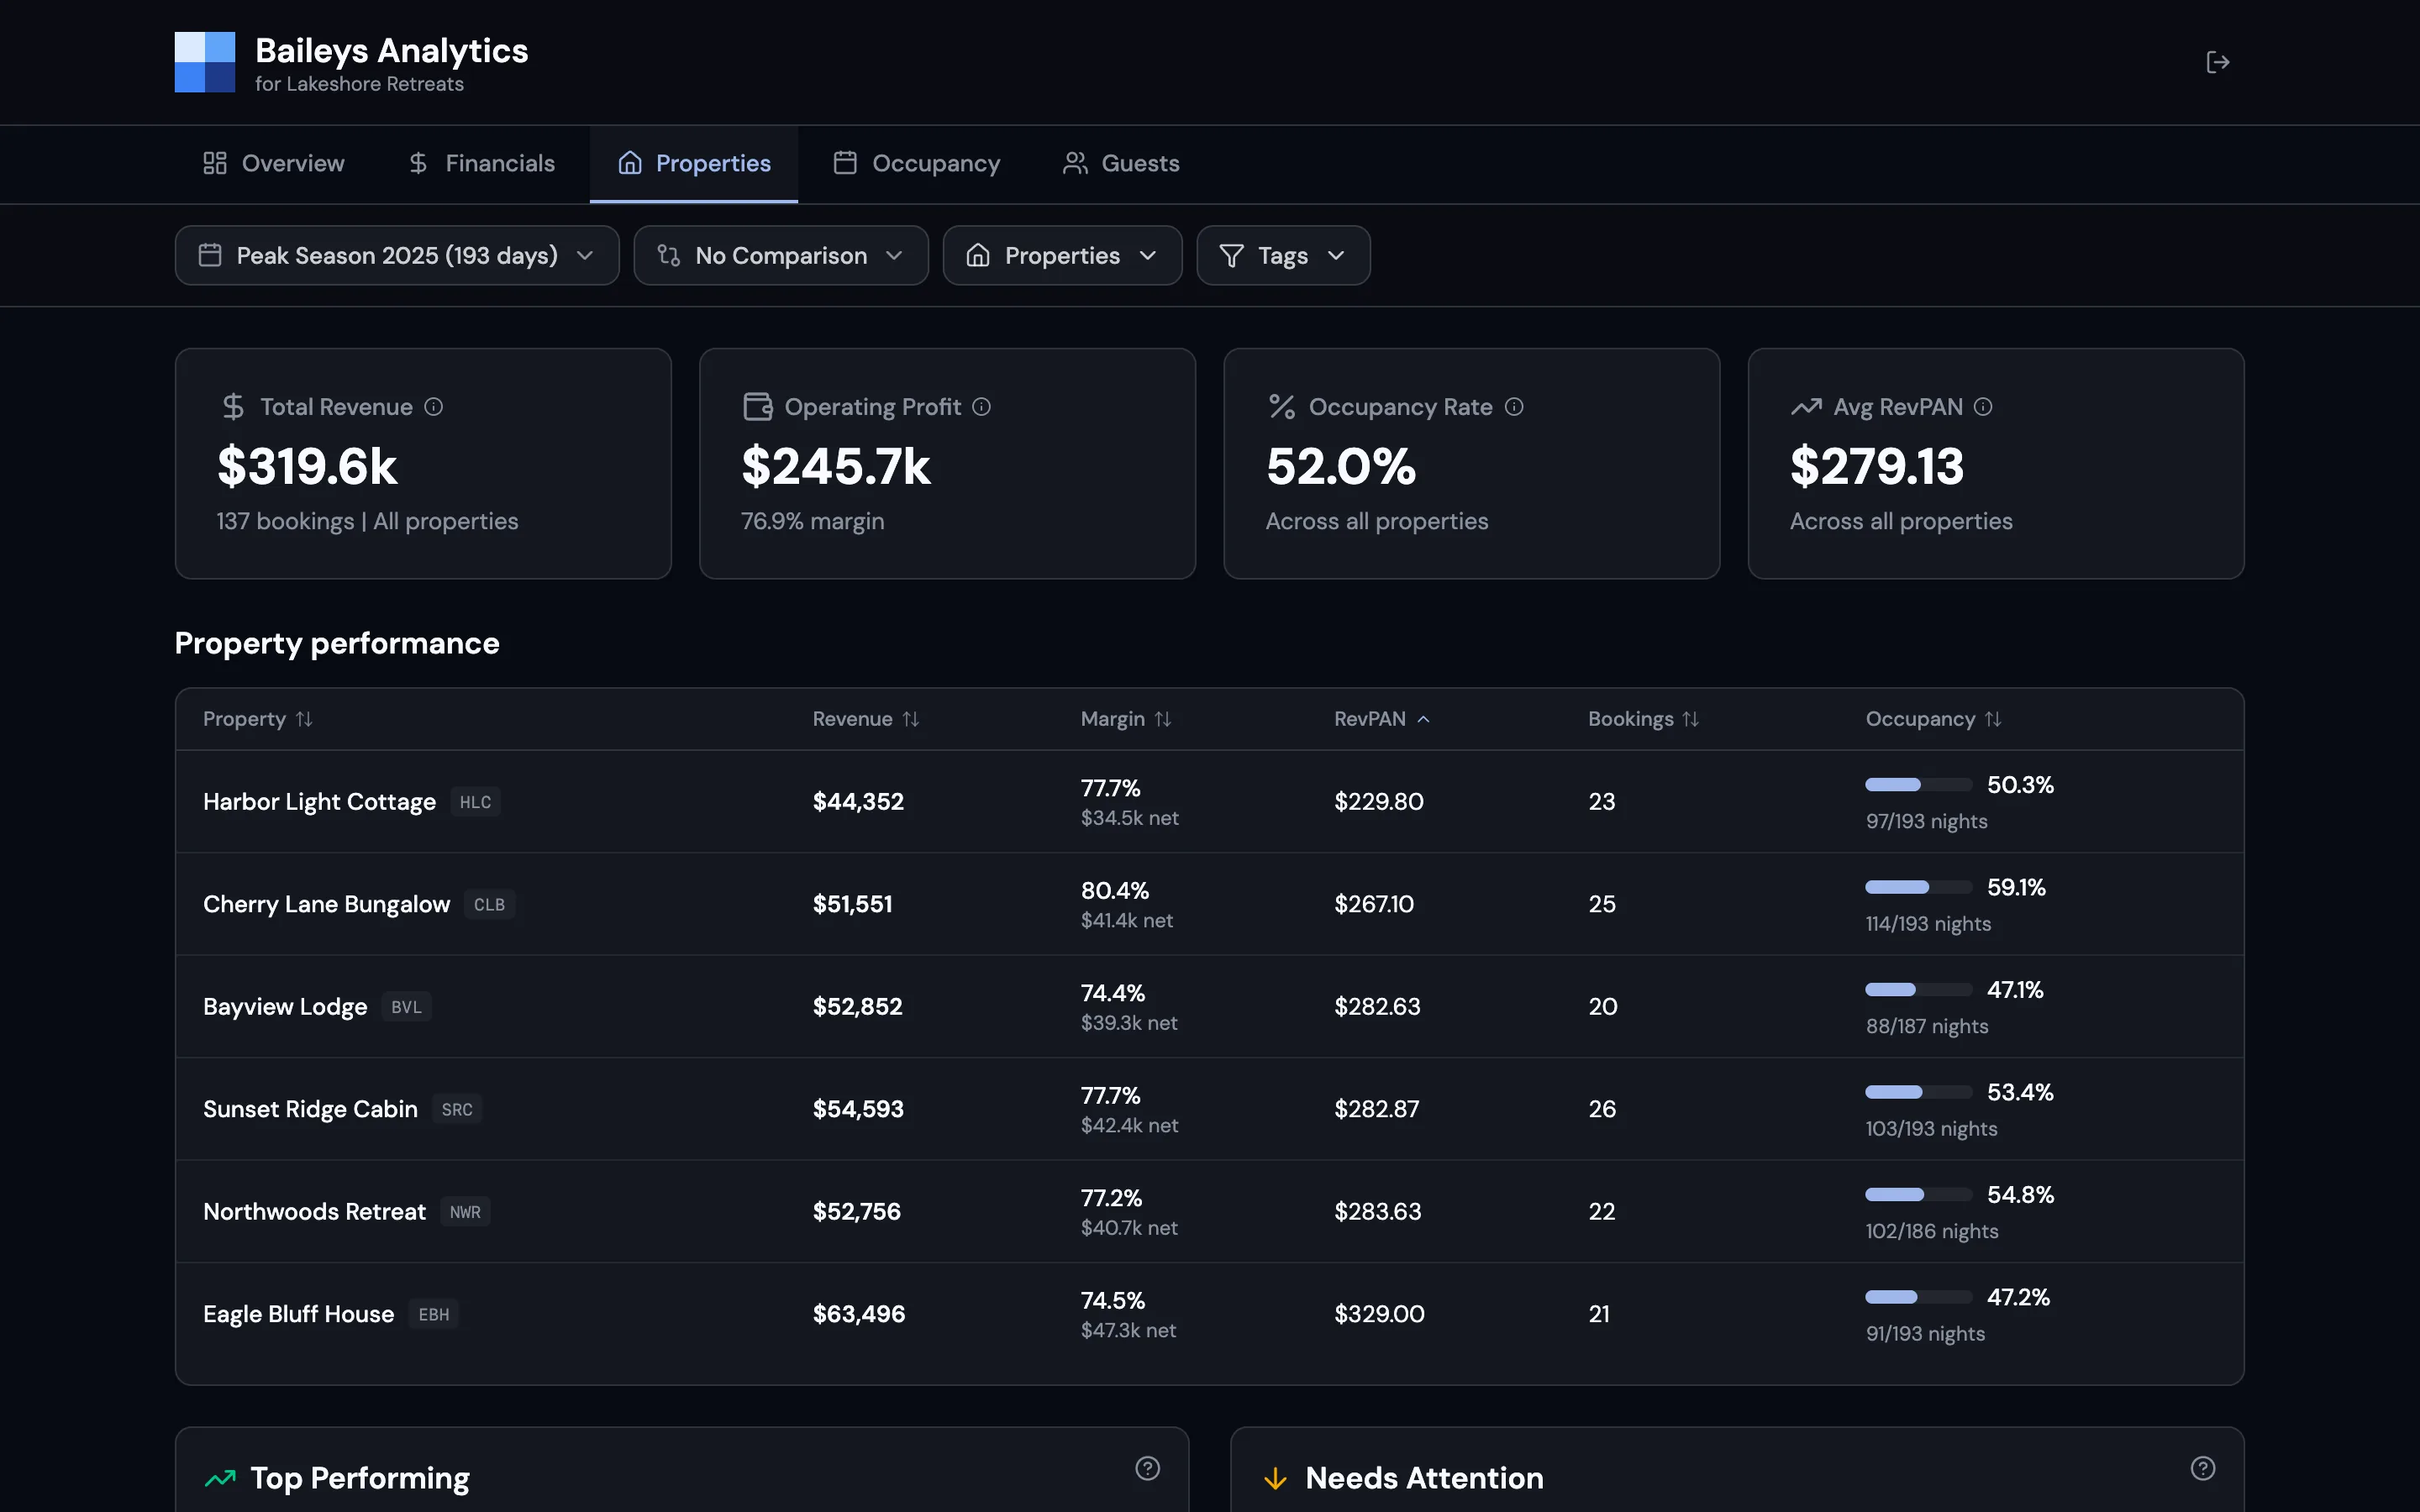 Baileys Analytics
for Lakeshore Retreats
Overview
Financials
Properties
Occupancy
Guests
Peak Season 2025 (193 days)
No Comparison
Properties
Tags
Total Revenue
$319.6k
137 bookings | All properties
Operating Profit
$245.7k
76.9% margin
Occupancy Rate
52.0%
Across all properties
Avg RevPAN
$279.13
Across all properties
Property performance
Property Revenue Margin RevPAN Bookings Occupancy
Harbor Light Cottage HLC $44,352 77.7% $229.80 23 50.3%
$34.5k net 97/193 nights
Cherry Lane Bungalow CLB $51,551 80.4% $267.10 25 59.1%
$41.4k net 114/193 nights
Bayview Lodge BVL $52,852 74.4% $282.63 20 47.1%
$39.3k net 88/187 nights
Sunset Ridge Cabin SRC $54,593 77.7% $282.87 26 53.4%
$42.4k net 103/193 nights
Northwoods Retreat NWR $52,756 77.2% $283.63 22 54.8%
$40.7k net 102/186 nights
Eagle Bluff House EBH $63,496 74.5% $329.00 21 47.2%
$47.3k net 91/193 nights
Top Performing
Needs Attention